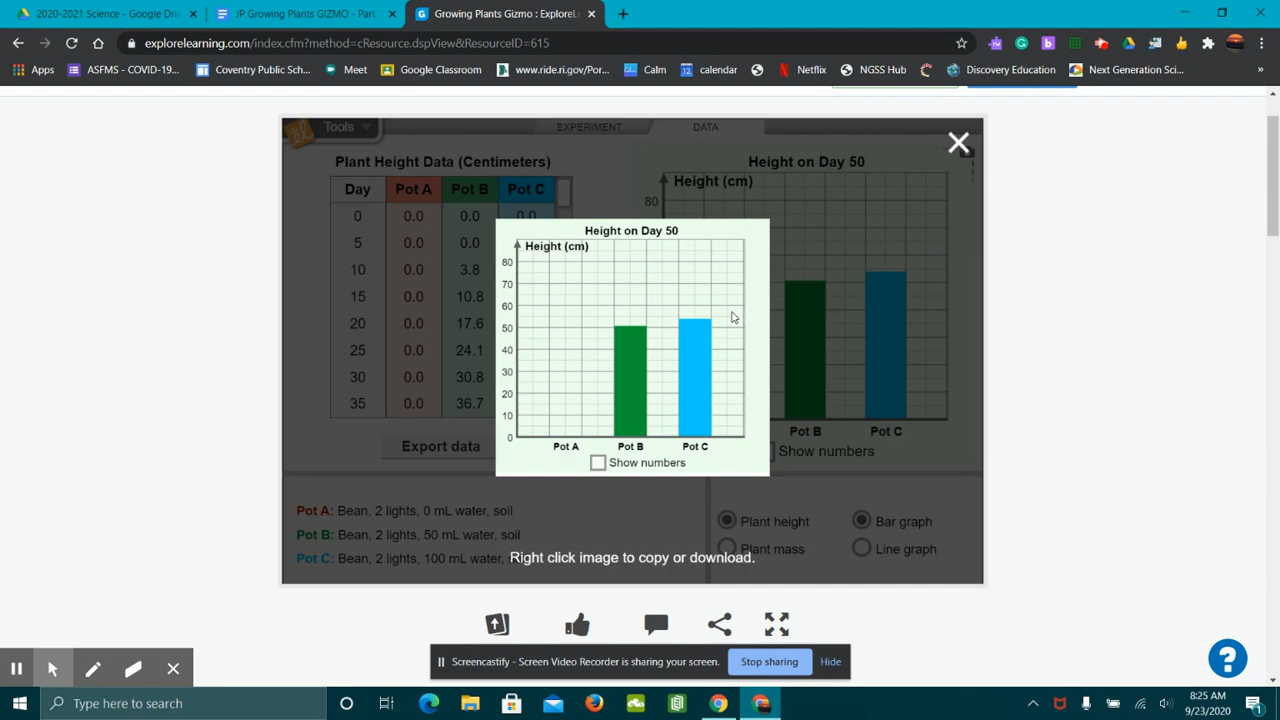 2020-2021 Science - Google Driv
JP Growing Plants GIZMO - Part
Growing Plants Gizmo : ExploreLe
explorelearning.com/index.cfm?method=cResource.dspView&ResourceID=615
Apps
ASFMS - COVID-19...
Coventry Public Sch...
Meet
Google Classroom
www.ride.ri.gov/Por...
Calm
calendar
Netflix
NGSS Hub
Discovery Education
Next Generation Sci...
»
Tools
EXPERIMENT
DATA
Plant Height Data (Centimeters)
Day Pot A Pot B Pot C
0 0.0 0.0 0.0
5 0.0 0.0
10 0.0 3.8
15 0.0 10.8
20 0.0 17.6
25 0.0 24.1
30 0.0 30.8
35 0.0 36.7
Export data
Height on Day 50
Height (cm)
80
Pot B Pot C
Show numbers
Height on Day 50
Height (cm)
80
70
60
50
40
30
20
10
0
Pot A Pot B Pot C
Show numbers
Pot A: Bean, 2 lights, 0 mL water, soil
Pot B: Bean, 2 lights, 50 mL water, soil
Pot C: Bean, 2 lights, 100 mL water,
Plant height
Bar graph
Plant mass
Line graph
Right click image to copy or download.
Screencastify - Screen Video Recorder is sharing your screen.
Stop sharing
Hide
?
Type here to search
8:25 AM
9/23/2020
1